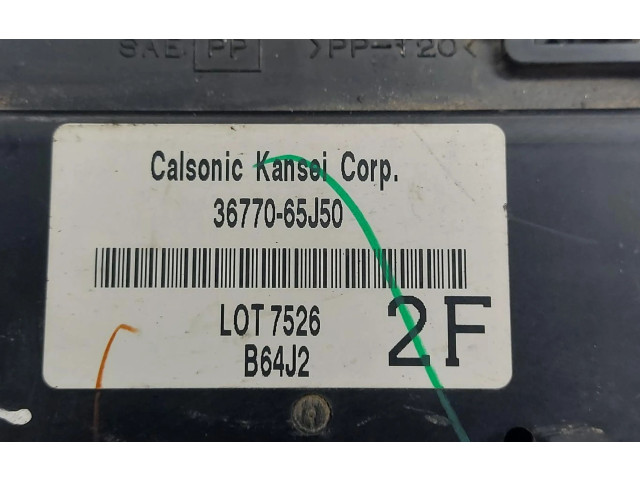 SAE PP >PP-T20<
Calsonic Kansei Corp.
36770-65J50
LOT 7526
B64J2
2F